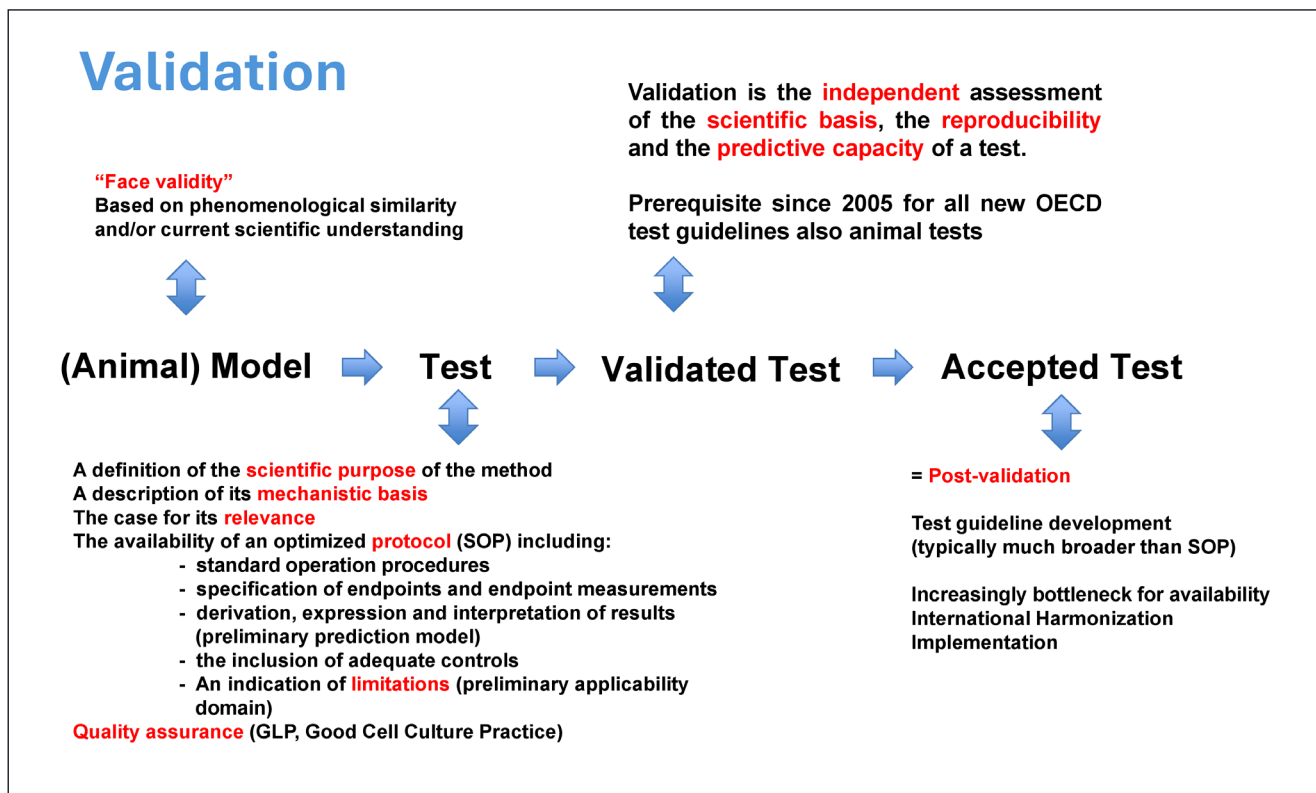 Validation
Validation is the independent assessment
of the scientific basis, the reproducibility
and the predictive capacity of a test.
Prerequisite since 2005 for all new OECD
test guidelines also animal tests
“Face validity”
Based on phenomenological similarity
and/or current scientific understanding
(Animal) Model
Test
Validated Test
Accepted Test
A definition of the scientific purpose of the method
A description of its mechanistic basis
The case for its relevance
The availability of an optimized protocol (SOP) including:
- standard operation procedures
- specification of endpoints and endpoint measurements
- derivation, expression and interpretation of results
(preliminary prediction model)
- the inclusion of adequate controls
- An indication of limitations (preliminary applicability
domain)
Quality assurance (GLP, Good Cell Culture Practice)
= Post-validation
Test guideline development
(typically much broader than SOP)
Increasingly bottleneck for availability
International Harmonization
Implementation